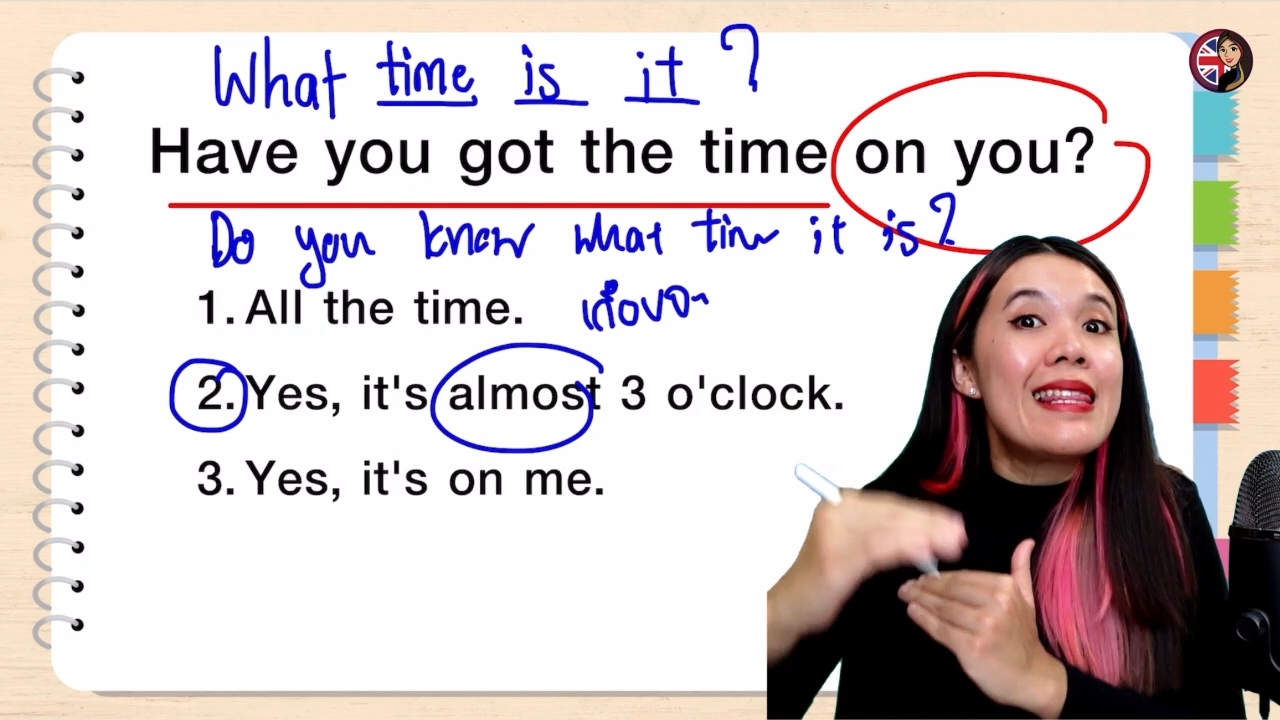 What time is it ?
Have you got the time on you?
Do you know what time it is?
1. All the time.
2. Yes, it's almost 3 o'clock.
3. Yes, it's on me.